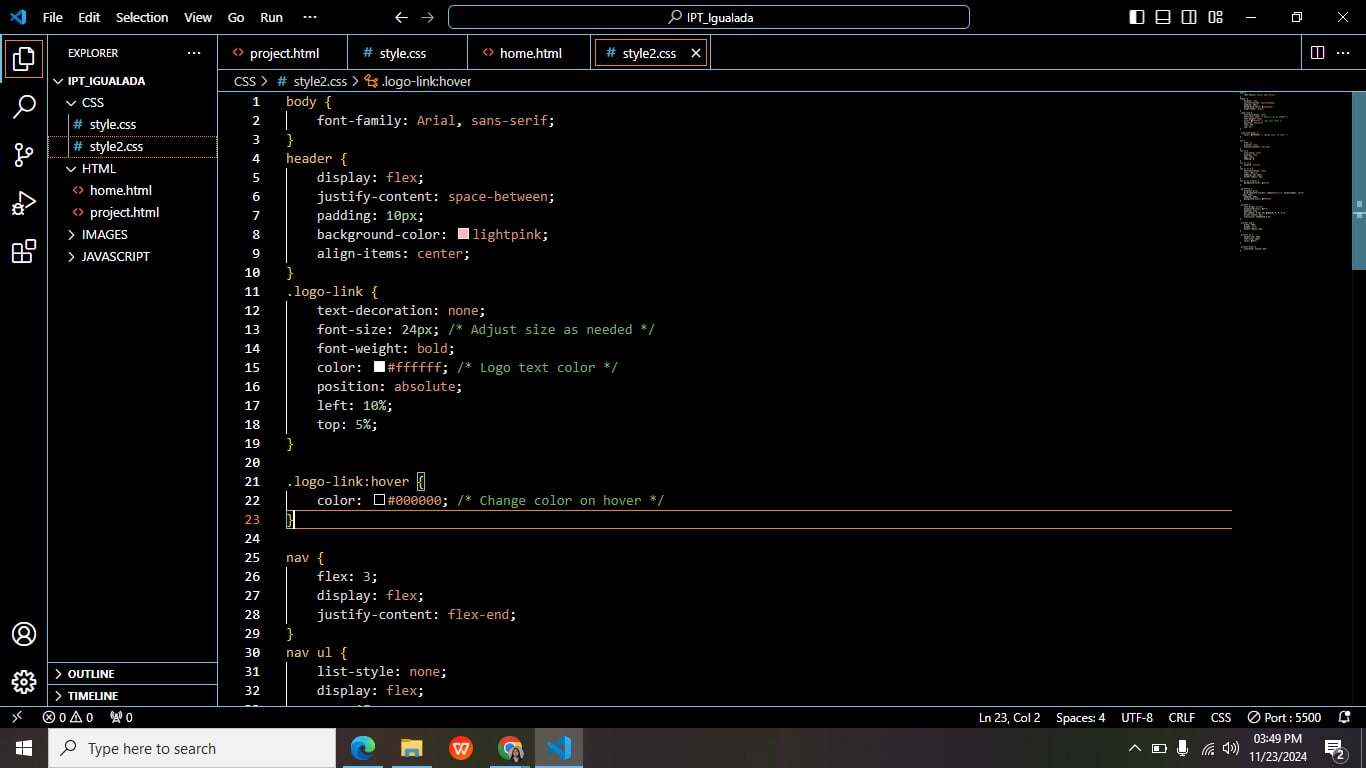 File Edit Selection View Go Run ··· IPT_Igualada
EXPLORER ···
IPT_IGUALADA
CSS
# style.css
# style2.css
HTML
<> home.html
<> project.html
IMAGES
JAVASCRIPT
OUTLINE
TIMELINE
<> project.html # style.css <> home.html # style2.css ···
CSS > # style2.css > .logo-link:hover
1 body {
2 font-family: Arial, sans-serif;
3 }
4 header {
5 display: flex;
6 justify-content: space-between;
7 padding: 10px;
8 background-color: lightpink;
9 align-items: center;
10 }
11 .logo-link {
12 text-decoration: none;
13 font-size: 24px; /* Adjust size as needed */
14 font-weight: bold;
15 color: #ffffff; /* Logo text color */
16 position: absolute;
17 left: 10%;
18 top: 5%;
19 }
20
21 .logo-link:hover {
22 color: #000000; /* Change color on hover */
23 }
24
25 nav {
26 flex: 3;
27 display: flex;
28 justify-content: flex-end;
29 }
30 nav ul {
31 list-style: none;
32 display: flex;
0 0 0 Ln 23, Col 2 Spaces: 4 UTF-8 CRLF CSS Port : 5500
Type here to search
03:49 PM
11/23/2024
2